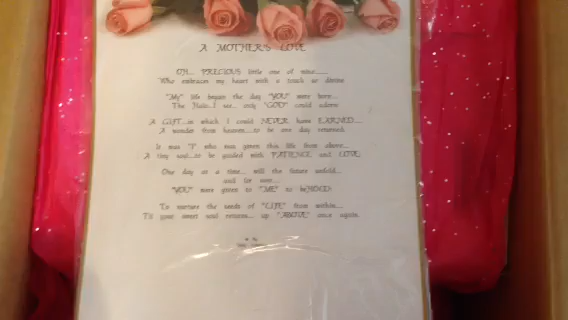 A MOTHER'S LOVE
OH... PRECIOUS little one of mine......
Who embraces my heart with a touch so divine
"My" life began the day "YOU" were born...
The Halo...I see... only "GOD" could adorn
A GIFT...in which I could NEVER have EARNED....
A wonder from heaven....to be one day returned.
It was "I" who was given this life from above...
A tiny soul...to be guided with PATIENCE and LOVE
One day at a time... will the future unfold...
and for now....
"YOU" were given to "ME" to beHOLD
To nurture the seeds of "LIFE" from within....
Til your sweet soul returns... up "ABOVE" once again.